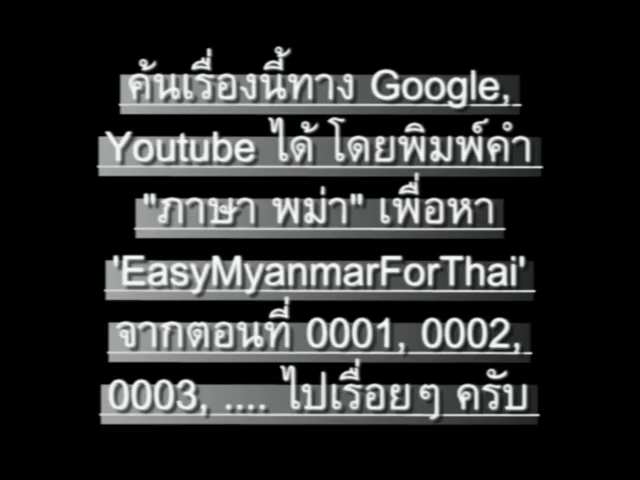 ค้นเรื่องนี้ทาง Google,
Youtube ได้ โดยพิมพ์คำ
"ภาษา พม่า" เพื่อหา
'EasyMyanmarForThai'
จากตอนที่ 0001, 0002,
0003, .... ไปเรื่อยๆ ครับ